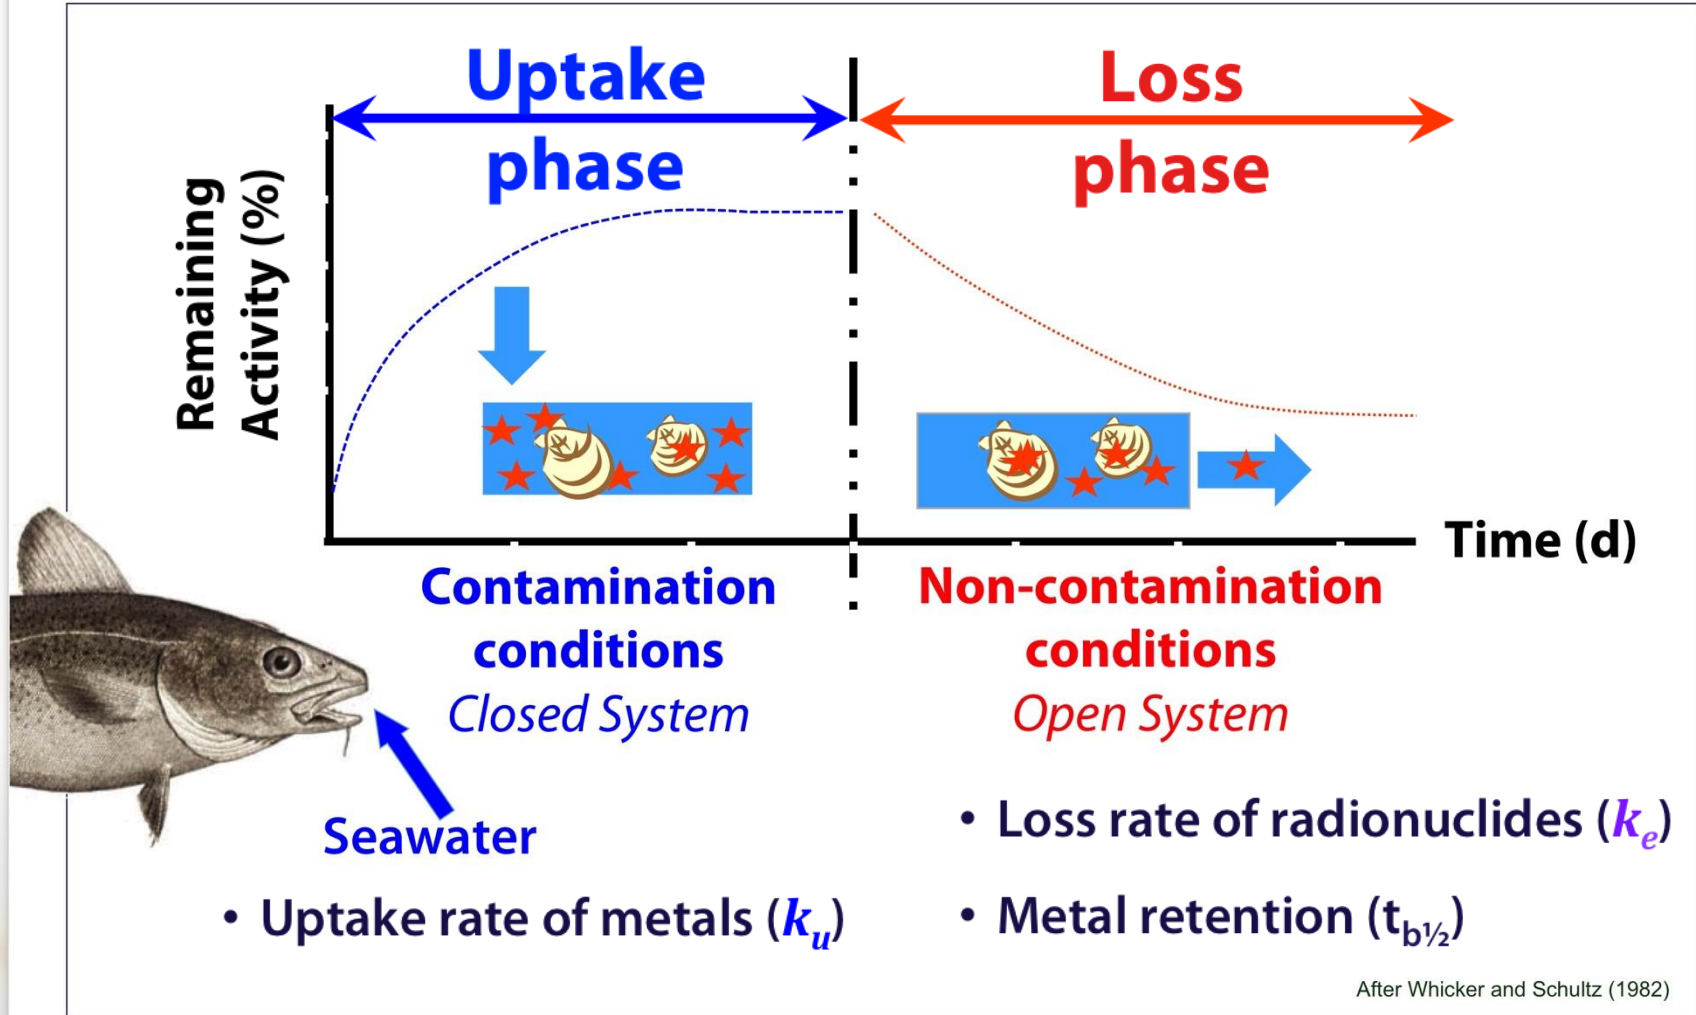 Uptake
phase
Loss
phase
Remaining
Activity (%)
Time (d)
Contamination
conditions
Closed System
Non-contamination
conditions
Open System
Seawater
• Uptake rate of metals (kᵤ)
• Loss rate of radionuclides (kₑ)
• Metal retention (t_b½)
After Whicker and Schultz (1982)